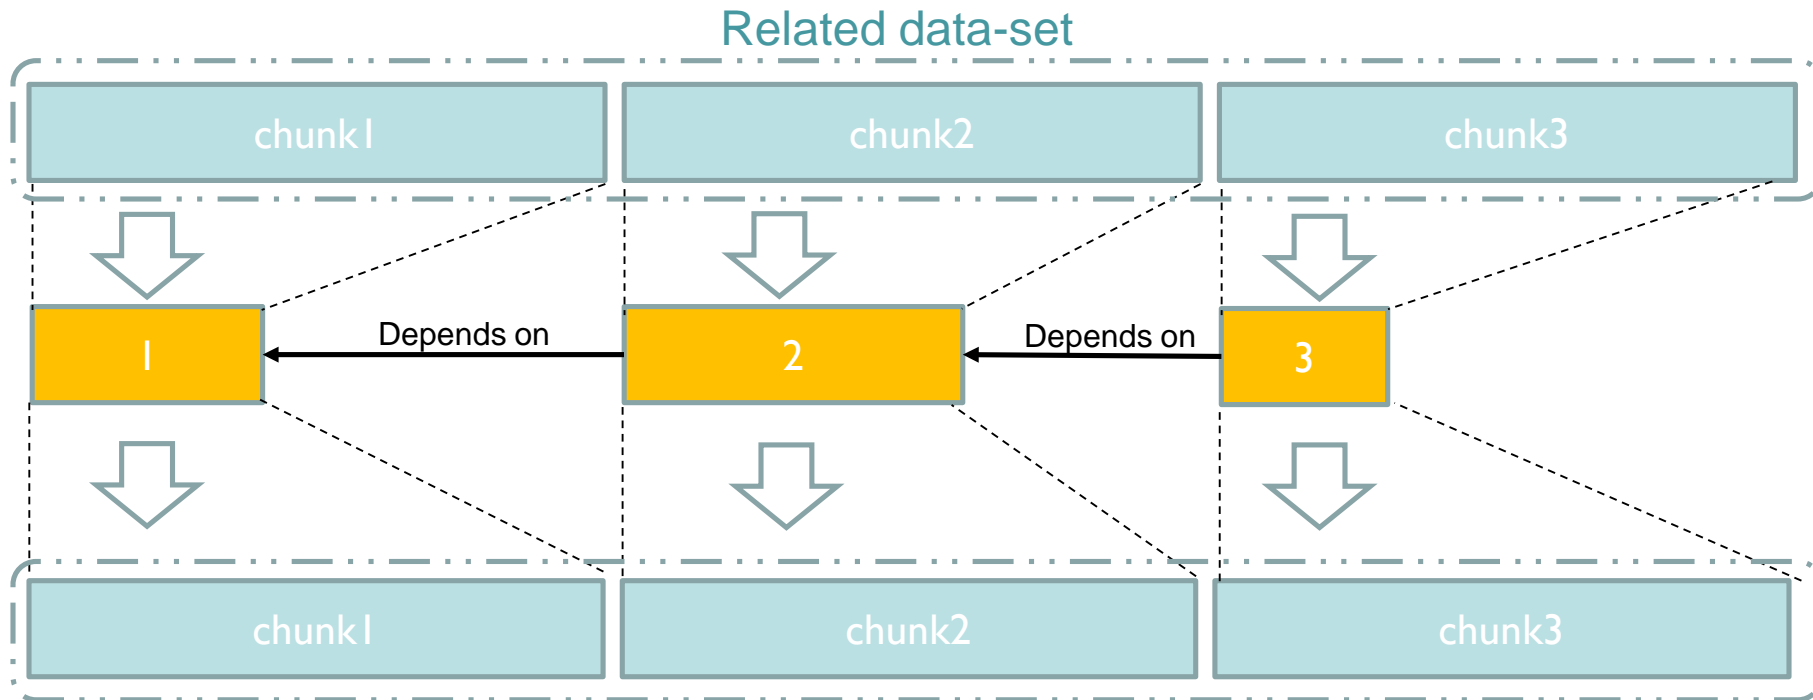 Related data-set
chunk1
chunk2
chunk3
Depends on
Depends on
1
2
3
chunk1
chunk2
chunk3